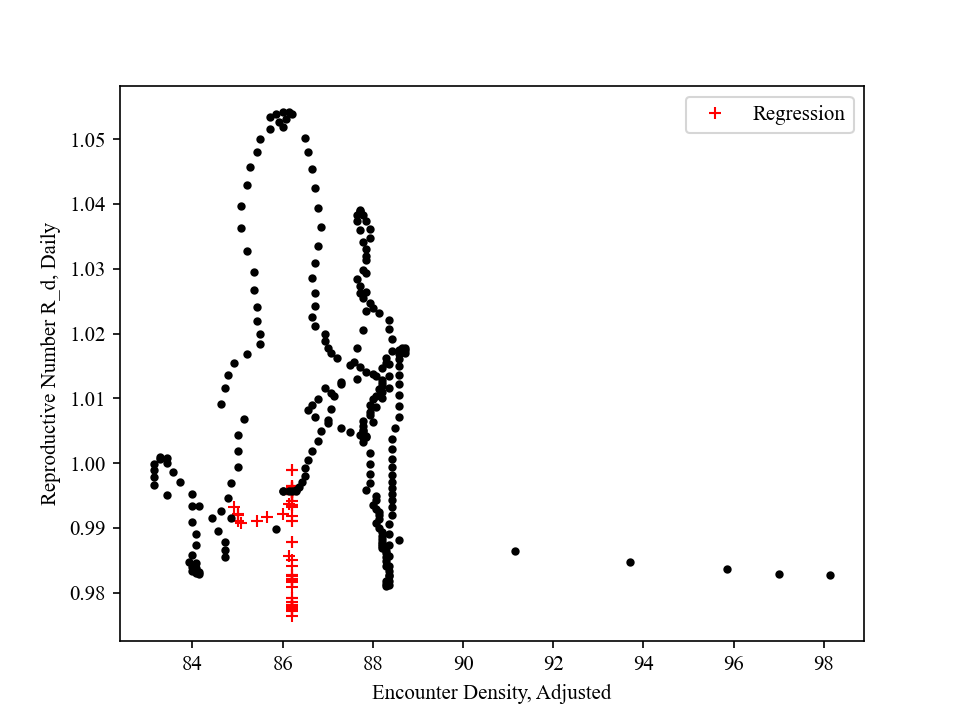 Regression
1.05
1.04
1.03
1.02
1.01
1.00
0.99
0.98
Reproductive Number R_d, Daily
84 86 88 90 92 94 96 98
Encounter Density, Adjusted